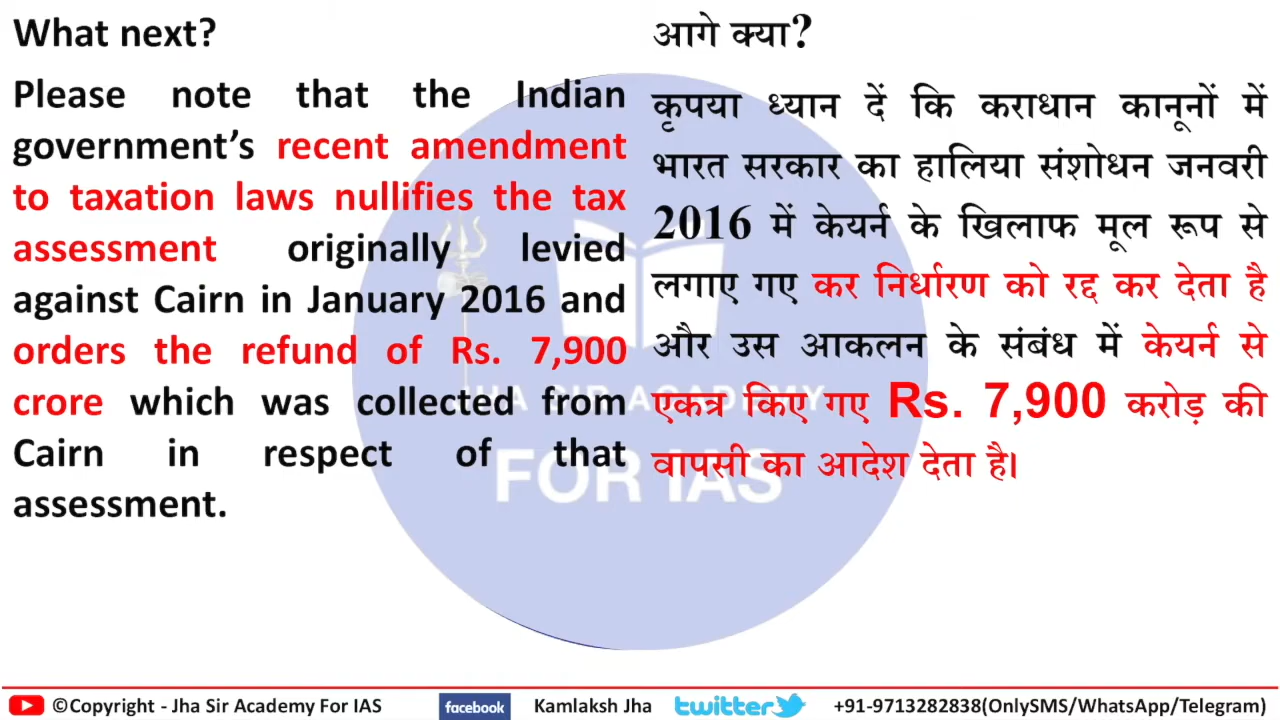 What next?
Please note that the Indian
government’s recent amendment
to taxation laws nullifies the tax
assessment originally levied
against Cairn in January 2016 and
orders the refund of Rs. 7,900
crore which was collected from
Cairn in respect of that
assessment.
आगे क्या?
कृपया ध्यान दें कि कराधान कानूनों में
भारत सरकार का हालिया संशोधन जनवरी
2016 में केयर्न के खिलाफ मूल रूप से
लगाए गए कर निर्धारण को रद्द कर देता है
और उस आकलन के संबंध में केयर्न से
एकत्र किए गए Rs. 7,900 करोड़ की
वापसी का आदेश देता है।
JHA SIR ACADEMY
FOR IAS
©Copyright - Jha Sir Academy For IAS
facebook
Kamlaksh Jha
twitter
+91-9713282838(OnlySMS/WhatsApp/Telegram)